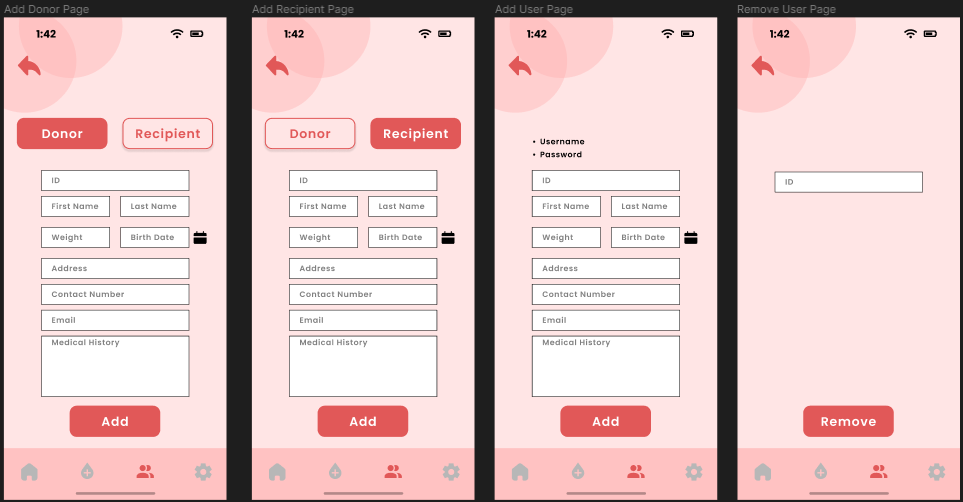 Add Donor Page
1:42
Donor
Recipient
ID
First Name
Last Name
Weight
Birth Date
Address
Contact Number
Email
Medical History
Add
Add Recipient Page
1:42
Donor
Recipient
ID
First Name
Last Name
Weight
Birth Date
Address
Contact Number
Email
Medical History
Add
Add User Page
1:42
• Username
• Password
ID
First Name
Last Name
Weight
Birth Date
Address
Contact Number
Email
Medical History
Add
Remove User Page
1:42
ID
Remove